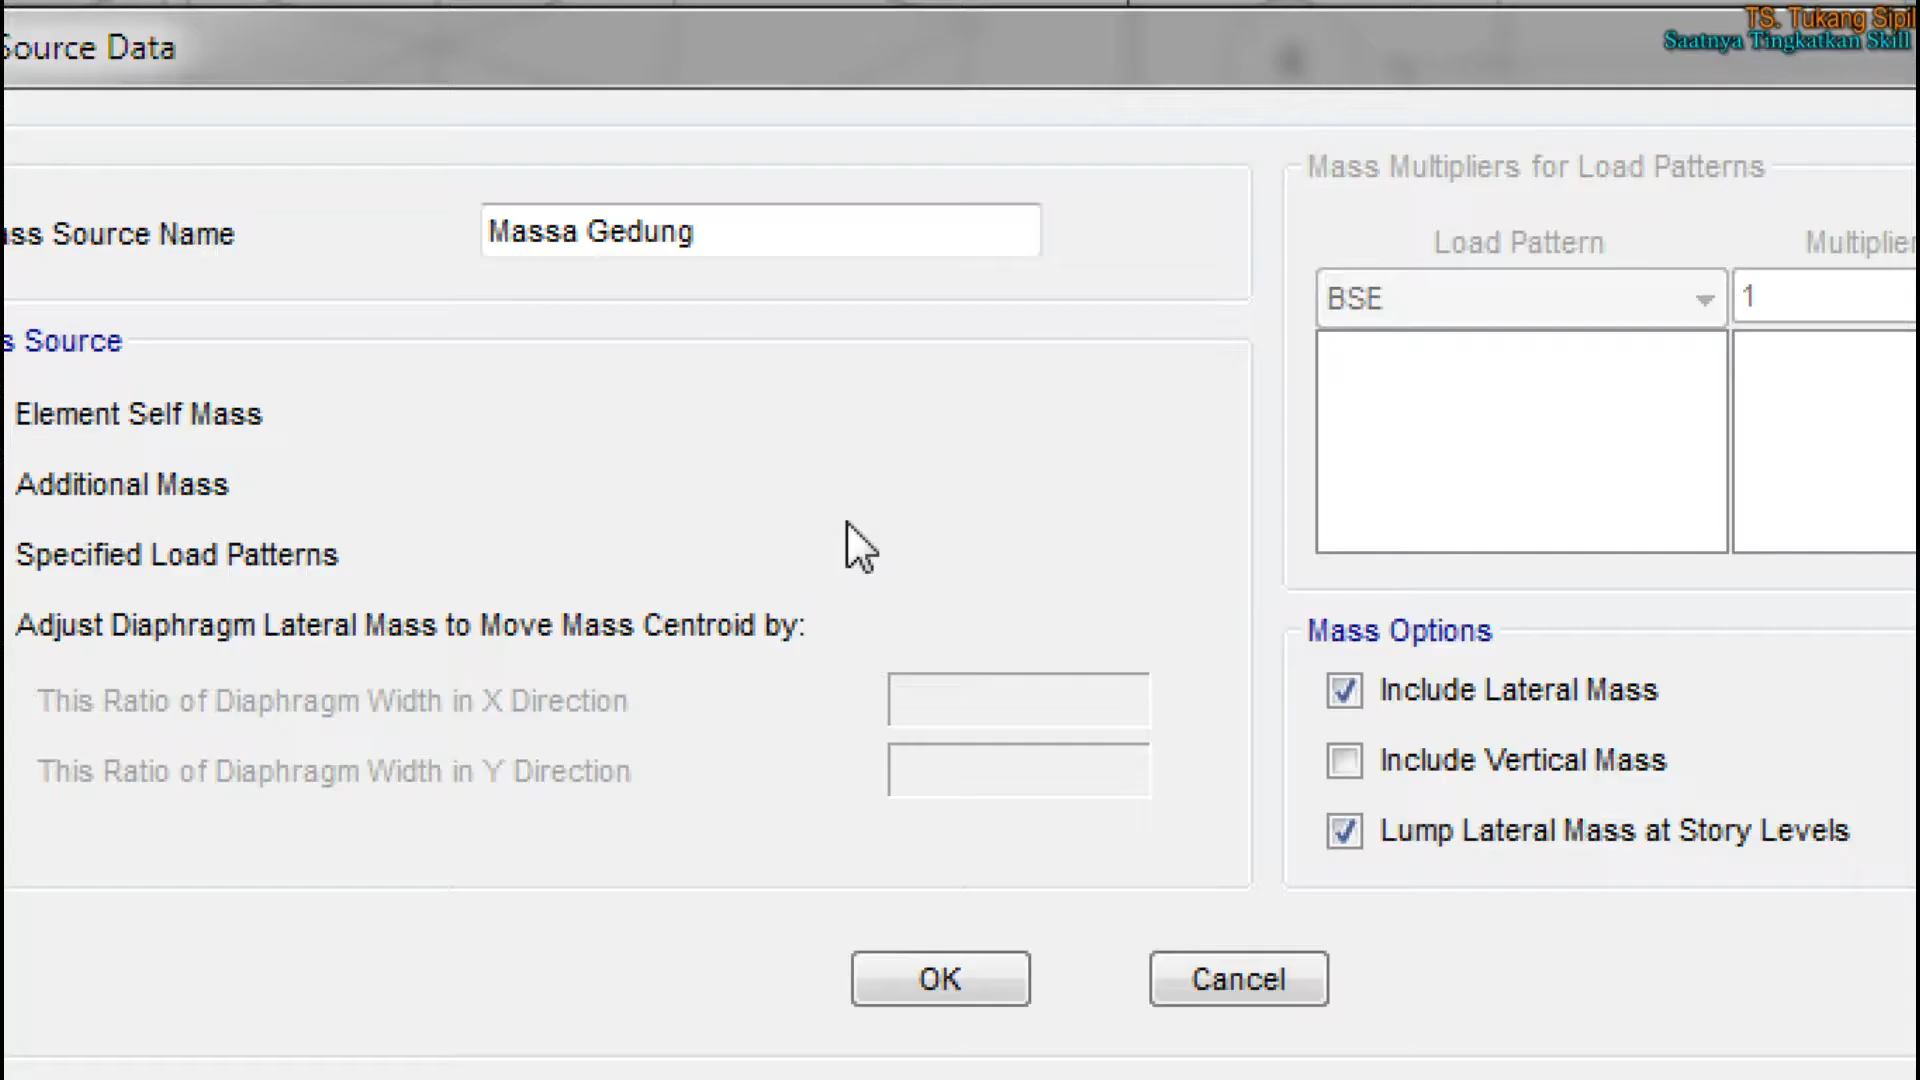 TS. Tukang Sipil
Saatnya Tingkatkan Skill
Source Data
Mass Multipliers for Load Patterns
ass Source Name
Massa Gedung
Load Pattern
Multiplier
BSE
1
s Source
Element Self Mass
Additional Mass
Specified Load Patterns
Adjust Diaphragm Lateral Mass to Move Mass Centroid by:
This Ratio of Diaphragm Width in X Direction
This Ratio of Diaphragm Width in Y Direction
Mass Options
Include Lateral Mass
Include Vertical Mass
Lump Lateral Mass at Story Levels
OK
Cancel